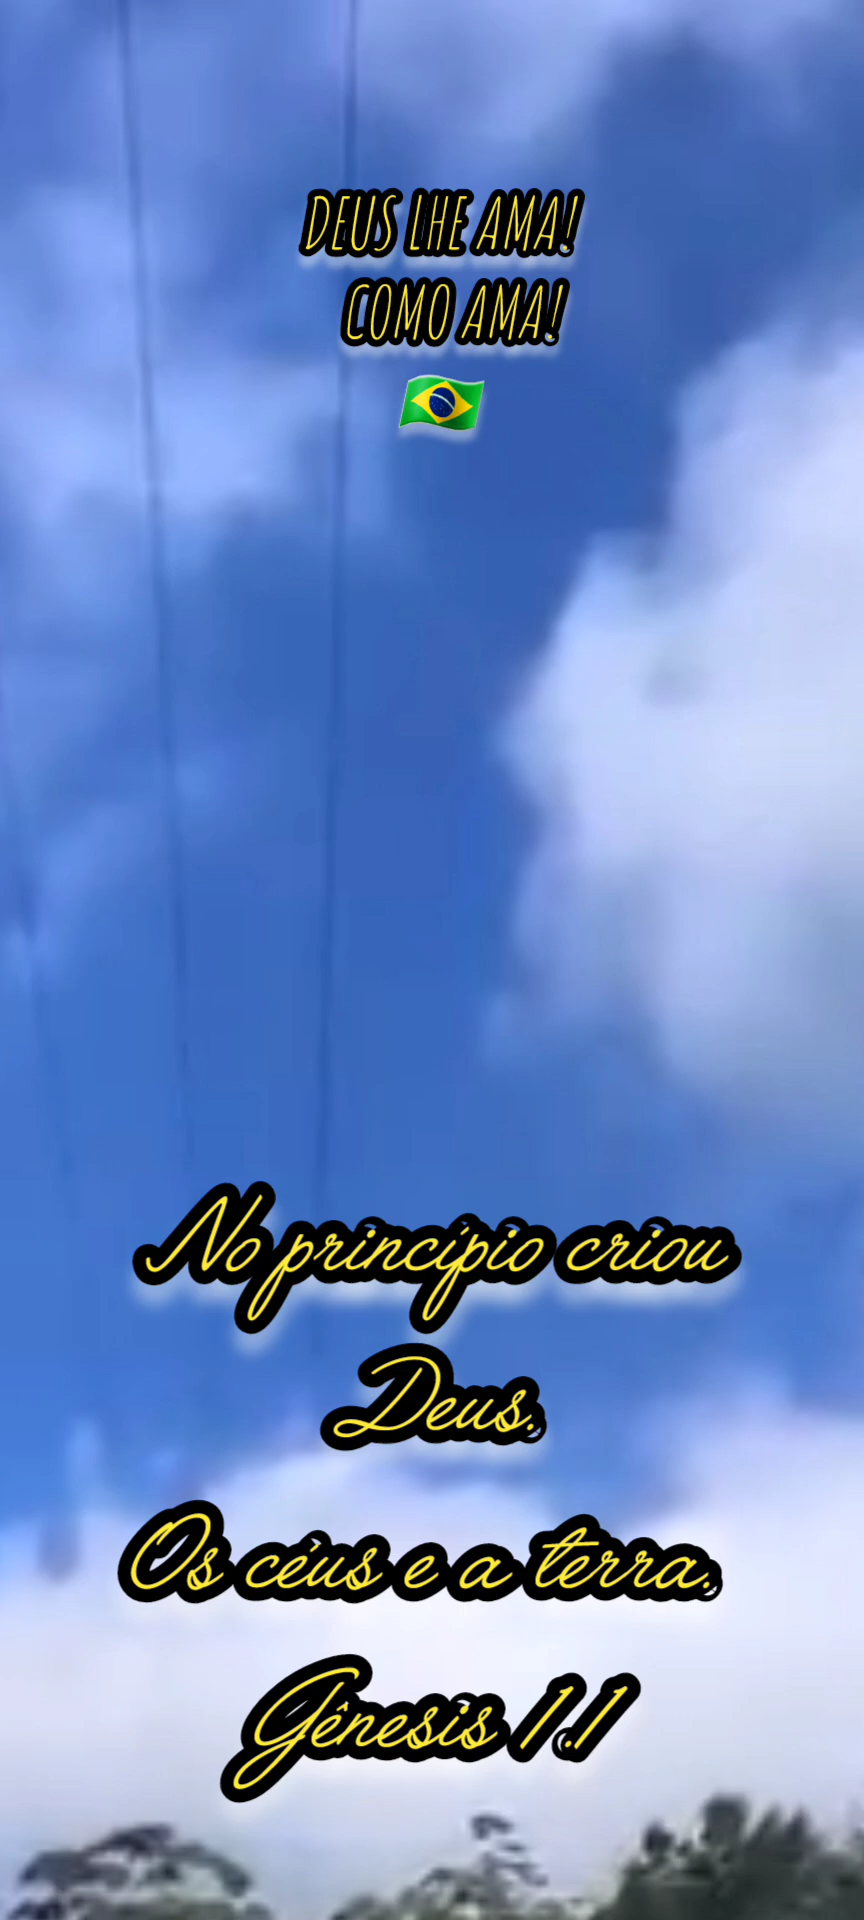 DEUS LHE AMA!
COMO AMA!
No princípio criou
Deus.
Os céus e a terra.
Gênesis 1.1